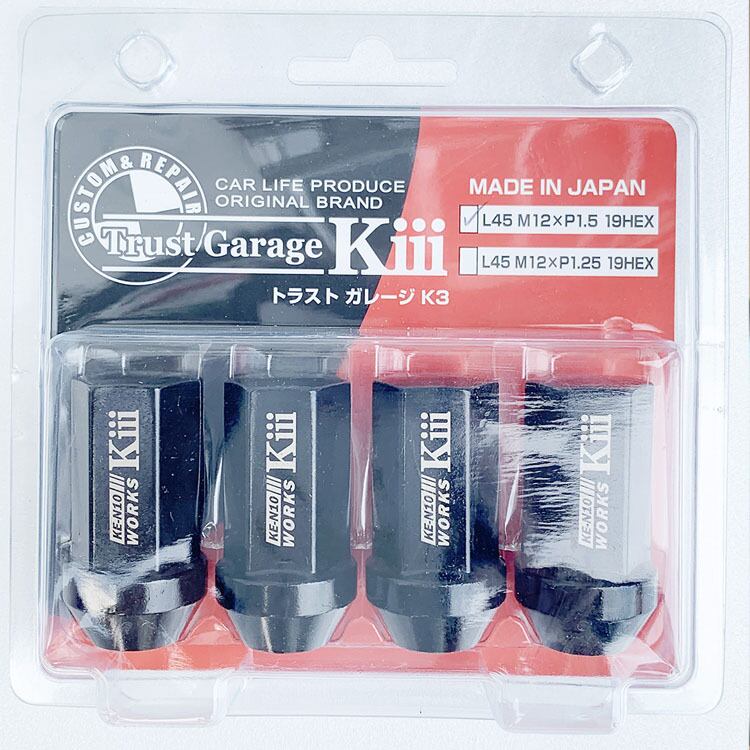 CUSTOM & REPAIR
CAR LIFE PRODUCE
ORIGINAL BRAND
Trust Garage Kiii
トラスト ガレージ K3
MADE IN JAPAN
L45 M12×P1.5 19HEX
L45 M12×P1.25 19HEX
KE-N10
WORKS
Kiii
KE-N10
WORKS
Kiii
KE-N10
WORKS
Kiii
KE-N10
WORKS
Kiii